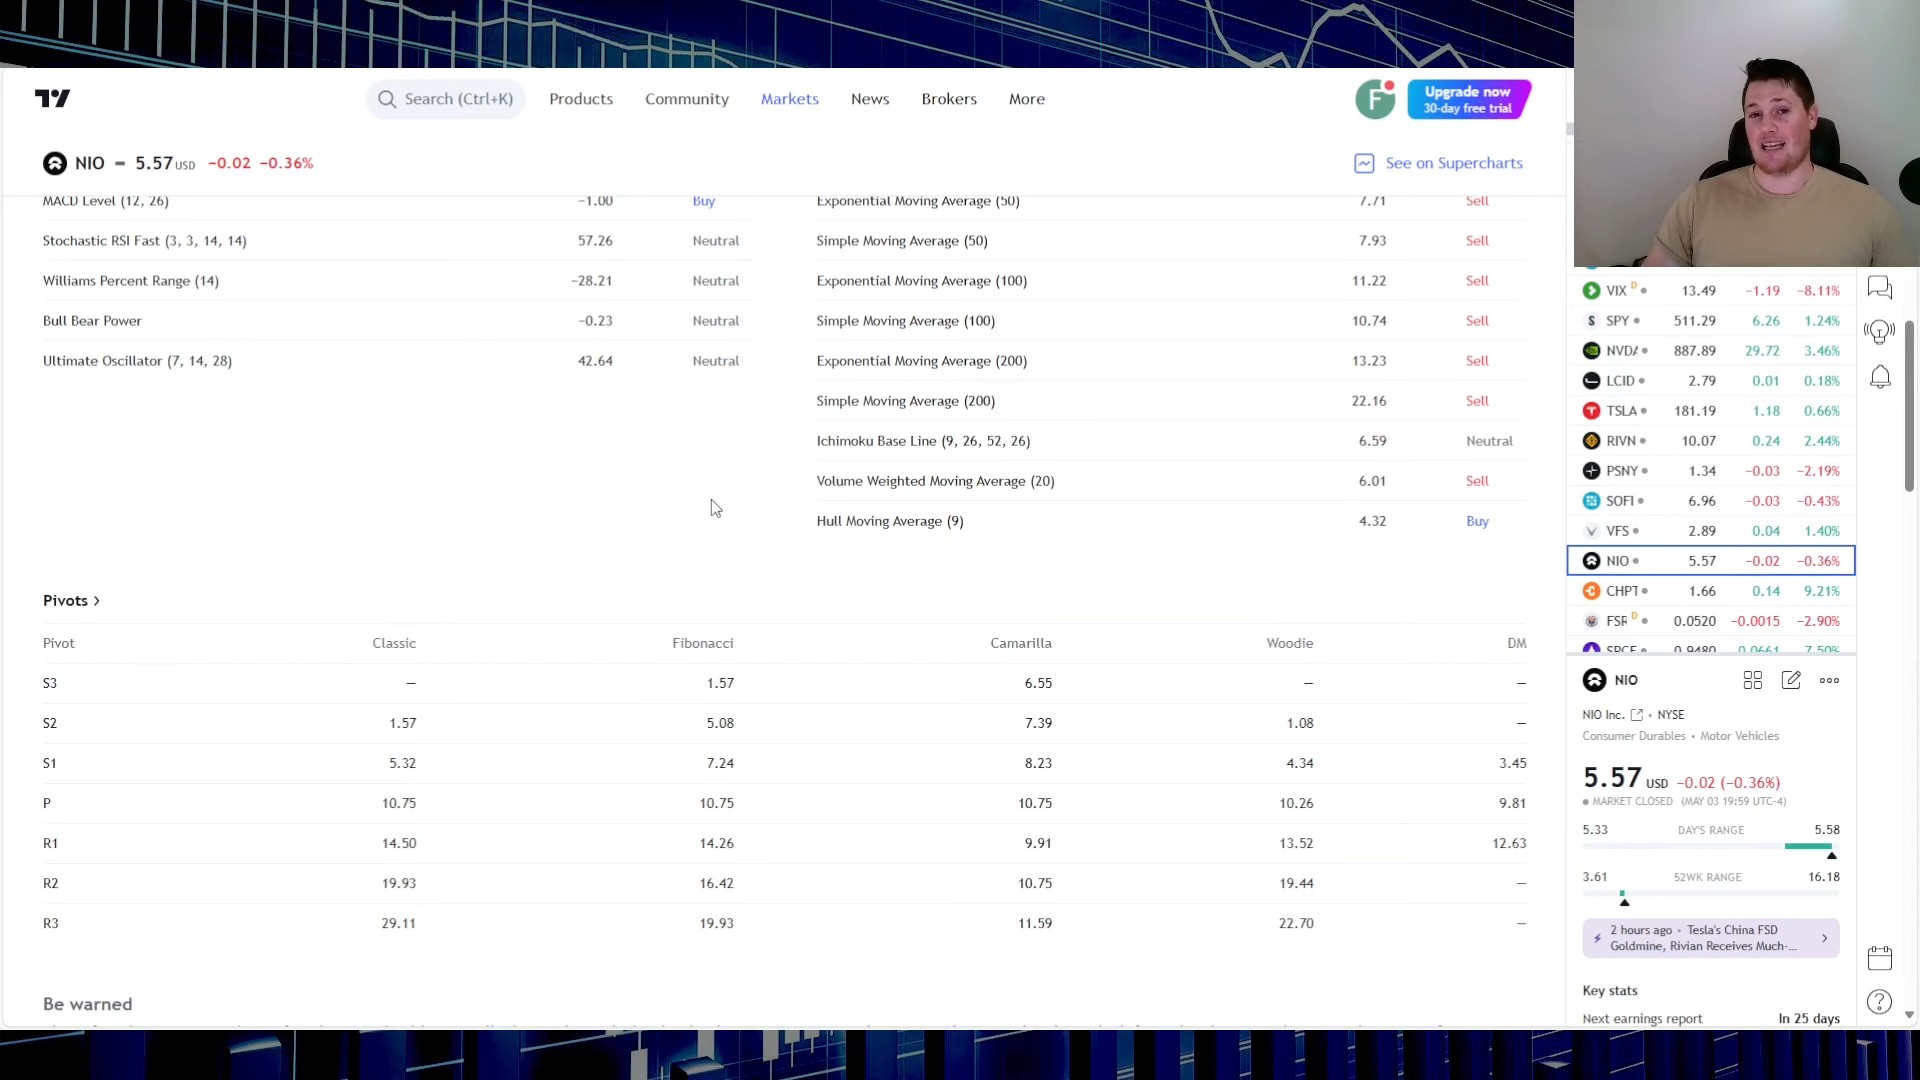 Search (Ctrl+K) Products Community Markets News Brokers More F Upgrade now
30-day free trial
NIO 5.57 USD −0.02 −0.36% See on Supercharts
MACD Level (12, 26) −1.00 Buy Exponential Moving Average (50) 7.71 Sell
Stochastic RSI Fast (3, 3, 14, 14) 57.26 Neutral Simple Moving Average (50) 7.93 Sell
Williams Percent Range (14) −28.21 Neutral Exponential Moving Average (100) 11.22 Sell
Bull Bear Power −0.23 Neutral Simple Moving Average (100) 10.74 Sell
Ultimate Oscillator (7, 14, 28) 42.64 Neutral Exponential Moving Average (200) 13.23 Sell
Simple Moving Average (200) 22.16 Sell
Ichimoku Base Line (9, 26, 52, 26) 6.59 Neutral
Volume Weighted Moving Average (20) 6.01 Sell
Hull Moving Average (9) 4.32 Buy
Pivots >
Pivot Classic Fibonacci Camarilla Woodie DM
S3 — 1.57 6.55 — —
S2 1.57 5.08 7.39 1.08 —
S1 5.32 7.24 8.23 4.34 3.45
P 10.75 10.75 10.75 10.26 9.81
R1 14.50 14.26 9.91 13.52 12.63
R2 19.93 16.42 10.75 19.44 —
R3 29.11 19.93 11.59 22.70 —
Be warned
VIX D 13.49 −1.19 −8.11%
SPY 511.29 6.26 1.24%
NVDA 887.89 29.72 3.46%
LCID 2.79 0.01 0.18%
TSLA 181.19 1.18 0.66%
RIVN 10.07 0.24 2.44%
PSNY 1.34 −0.03 −2.19%
SOFI 6.96 −0.03 −0.43%
VFS 2.89 0.04 1.40%
NIO 5.57 −0.02 −0.36%
CHPT 1.66 0.14 9.21%
FSR D 0.0520 −0.0015 −2.90%
SPCE 0.9480 0.0661 7.50%
NIO
NIO Inc. • NYSE
Consumer Durables • Motor Vehicles
5.57 USD −0.02 (−0.36%)
MARKET CLOSED (MAY 03 19:59 UTC-4)
5.33 DAY'S RANGE 5.58
3.61 52WK RANGE 16.18
2 hours ago • Tesla's China FSD
Goldmine, Rivian Receives Much-...
Key stats
Next earnings report In 25 days